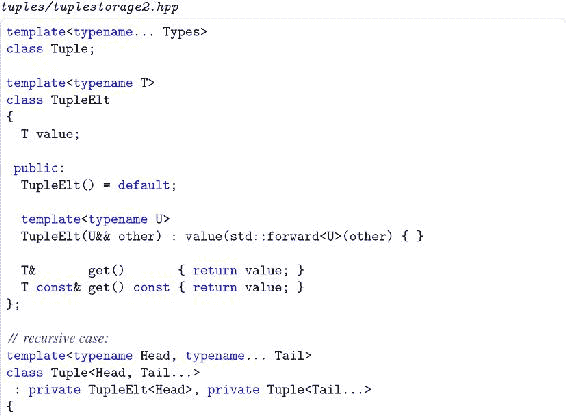 tuples/tuplestorage2.hpp
template<typename... Types>
class Tuple;
template<typename T>
class TupleElt
{
  T value;
 public:
  TupleElt() = default;
  template<typename U>
  TupleElt(U&& other) : value(std::forward<U>(other) { }
  T&       get()       { return value; }
  T const& get() const { return value; }
};
// recursive case:
template<typename Head, typename... Tail>
class Tuple<Head, Tail...>
 : private TupleElt<Head>, private Tuple<Tail...>
{